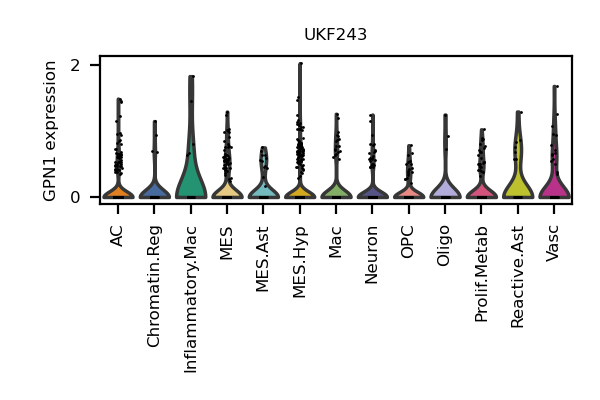 UKF243
GPN1 expression
2
0
AC
Chromatin.Reg
Inflammatory.Mac
MES
MES.Ast
MES.Hyp
Mac
Neuron
OPC
Oligo
Prolif.Metab
Reactive.Ast
Vasc